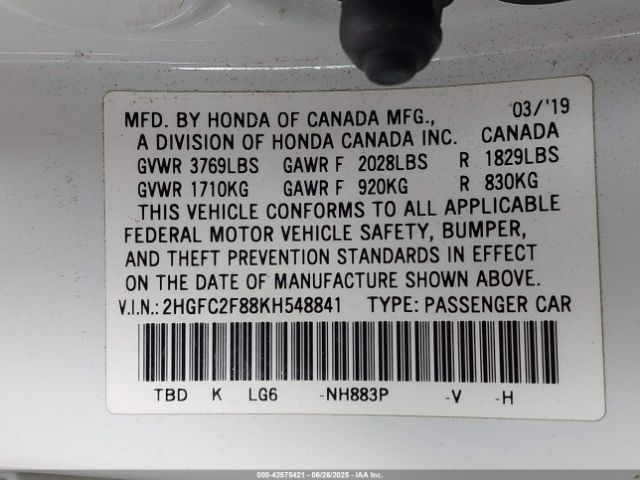 MFD. BY HONDA OF CANADA MFG., 03/'19
A DIVISION OF HONDA CANADA INC. CANADA
GVWR 3769LBS GAWR F 2028LBS R 1829LBS
GVWR 1710KG GAWR F 920KG R 830KG
THIS VEHICLE CONFORMS TO ALL APPLICABLE
FEDERAL MOTOR VEHICLE SAFETY, BUMPER,
AND THEFT PREVENTION STANDARDS IN EFFECT
ON THE DATE OF MANUFACTURE SHOWN ABOVE.
V.I.N.: 2HGFC2F88KH548841 TYPE: PASSENGER CAR
TBD K LG6 -NH883P -V -H
000-42575421 - 06/26/2025 - IAA Inc.